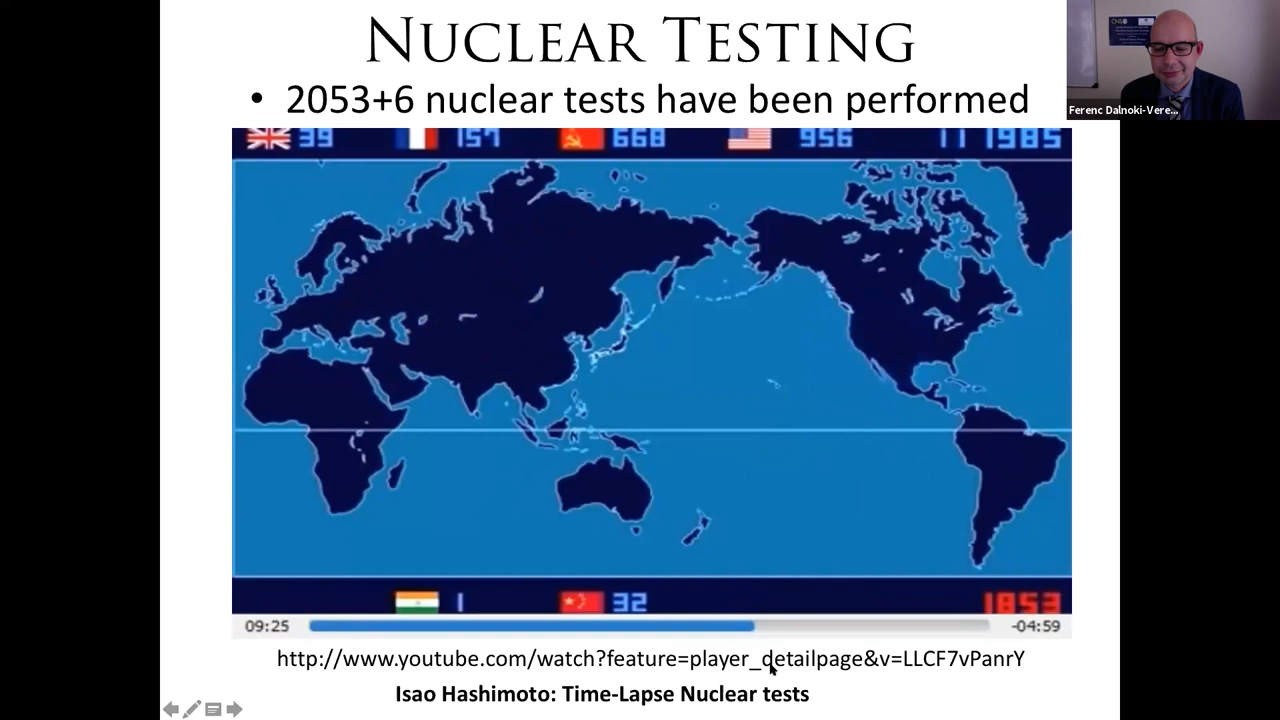 NUCLEAR TESTING
• 2053+6 nuclear tests have been performed
Ferenc Dalnoki-Vere...
39 157 668 956 11 1985
1 32 1853
09:25 -04:59
http://www.youtube.com/watch?feature=player_detailpage&v=LLCF7vPanrY
Isao Hashimoto: Time-Lapse Nuclear tests